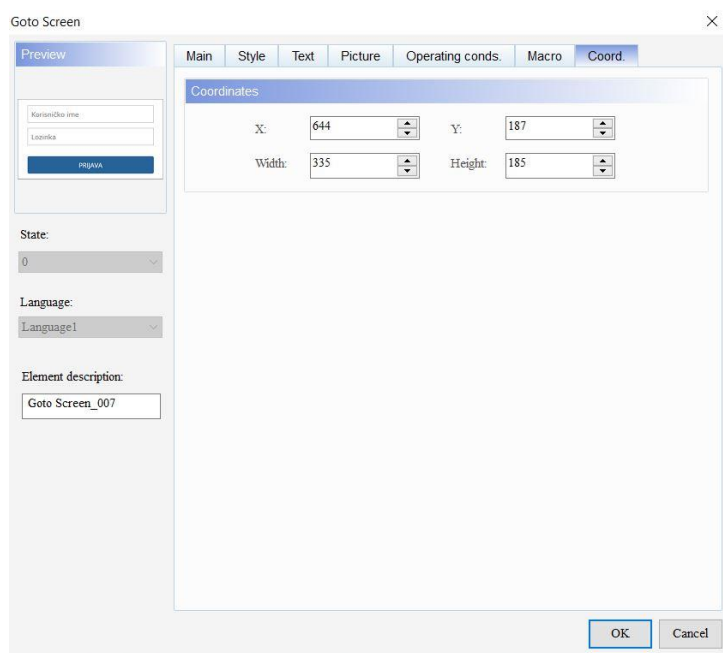 Goto Screen
Preview
Main Style Text Picture Operating conds. Macro Coord.
Coordinates
X: 644 Y: 187
Width: 335 Height: 185
Korisničko ime
Lozinka
PRIJAVA
State:
0
Language:
Language1
Element description:
Goto Screen_007
OK Cancel